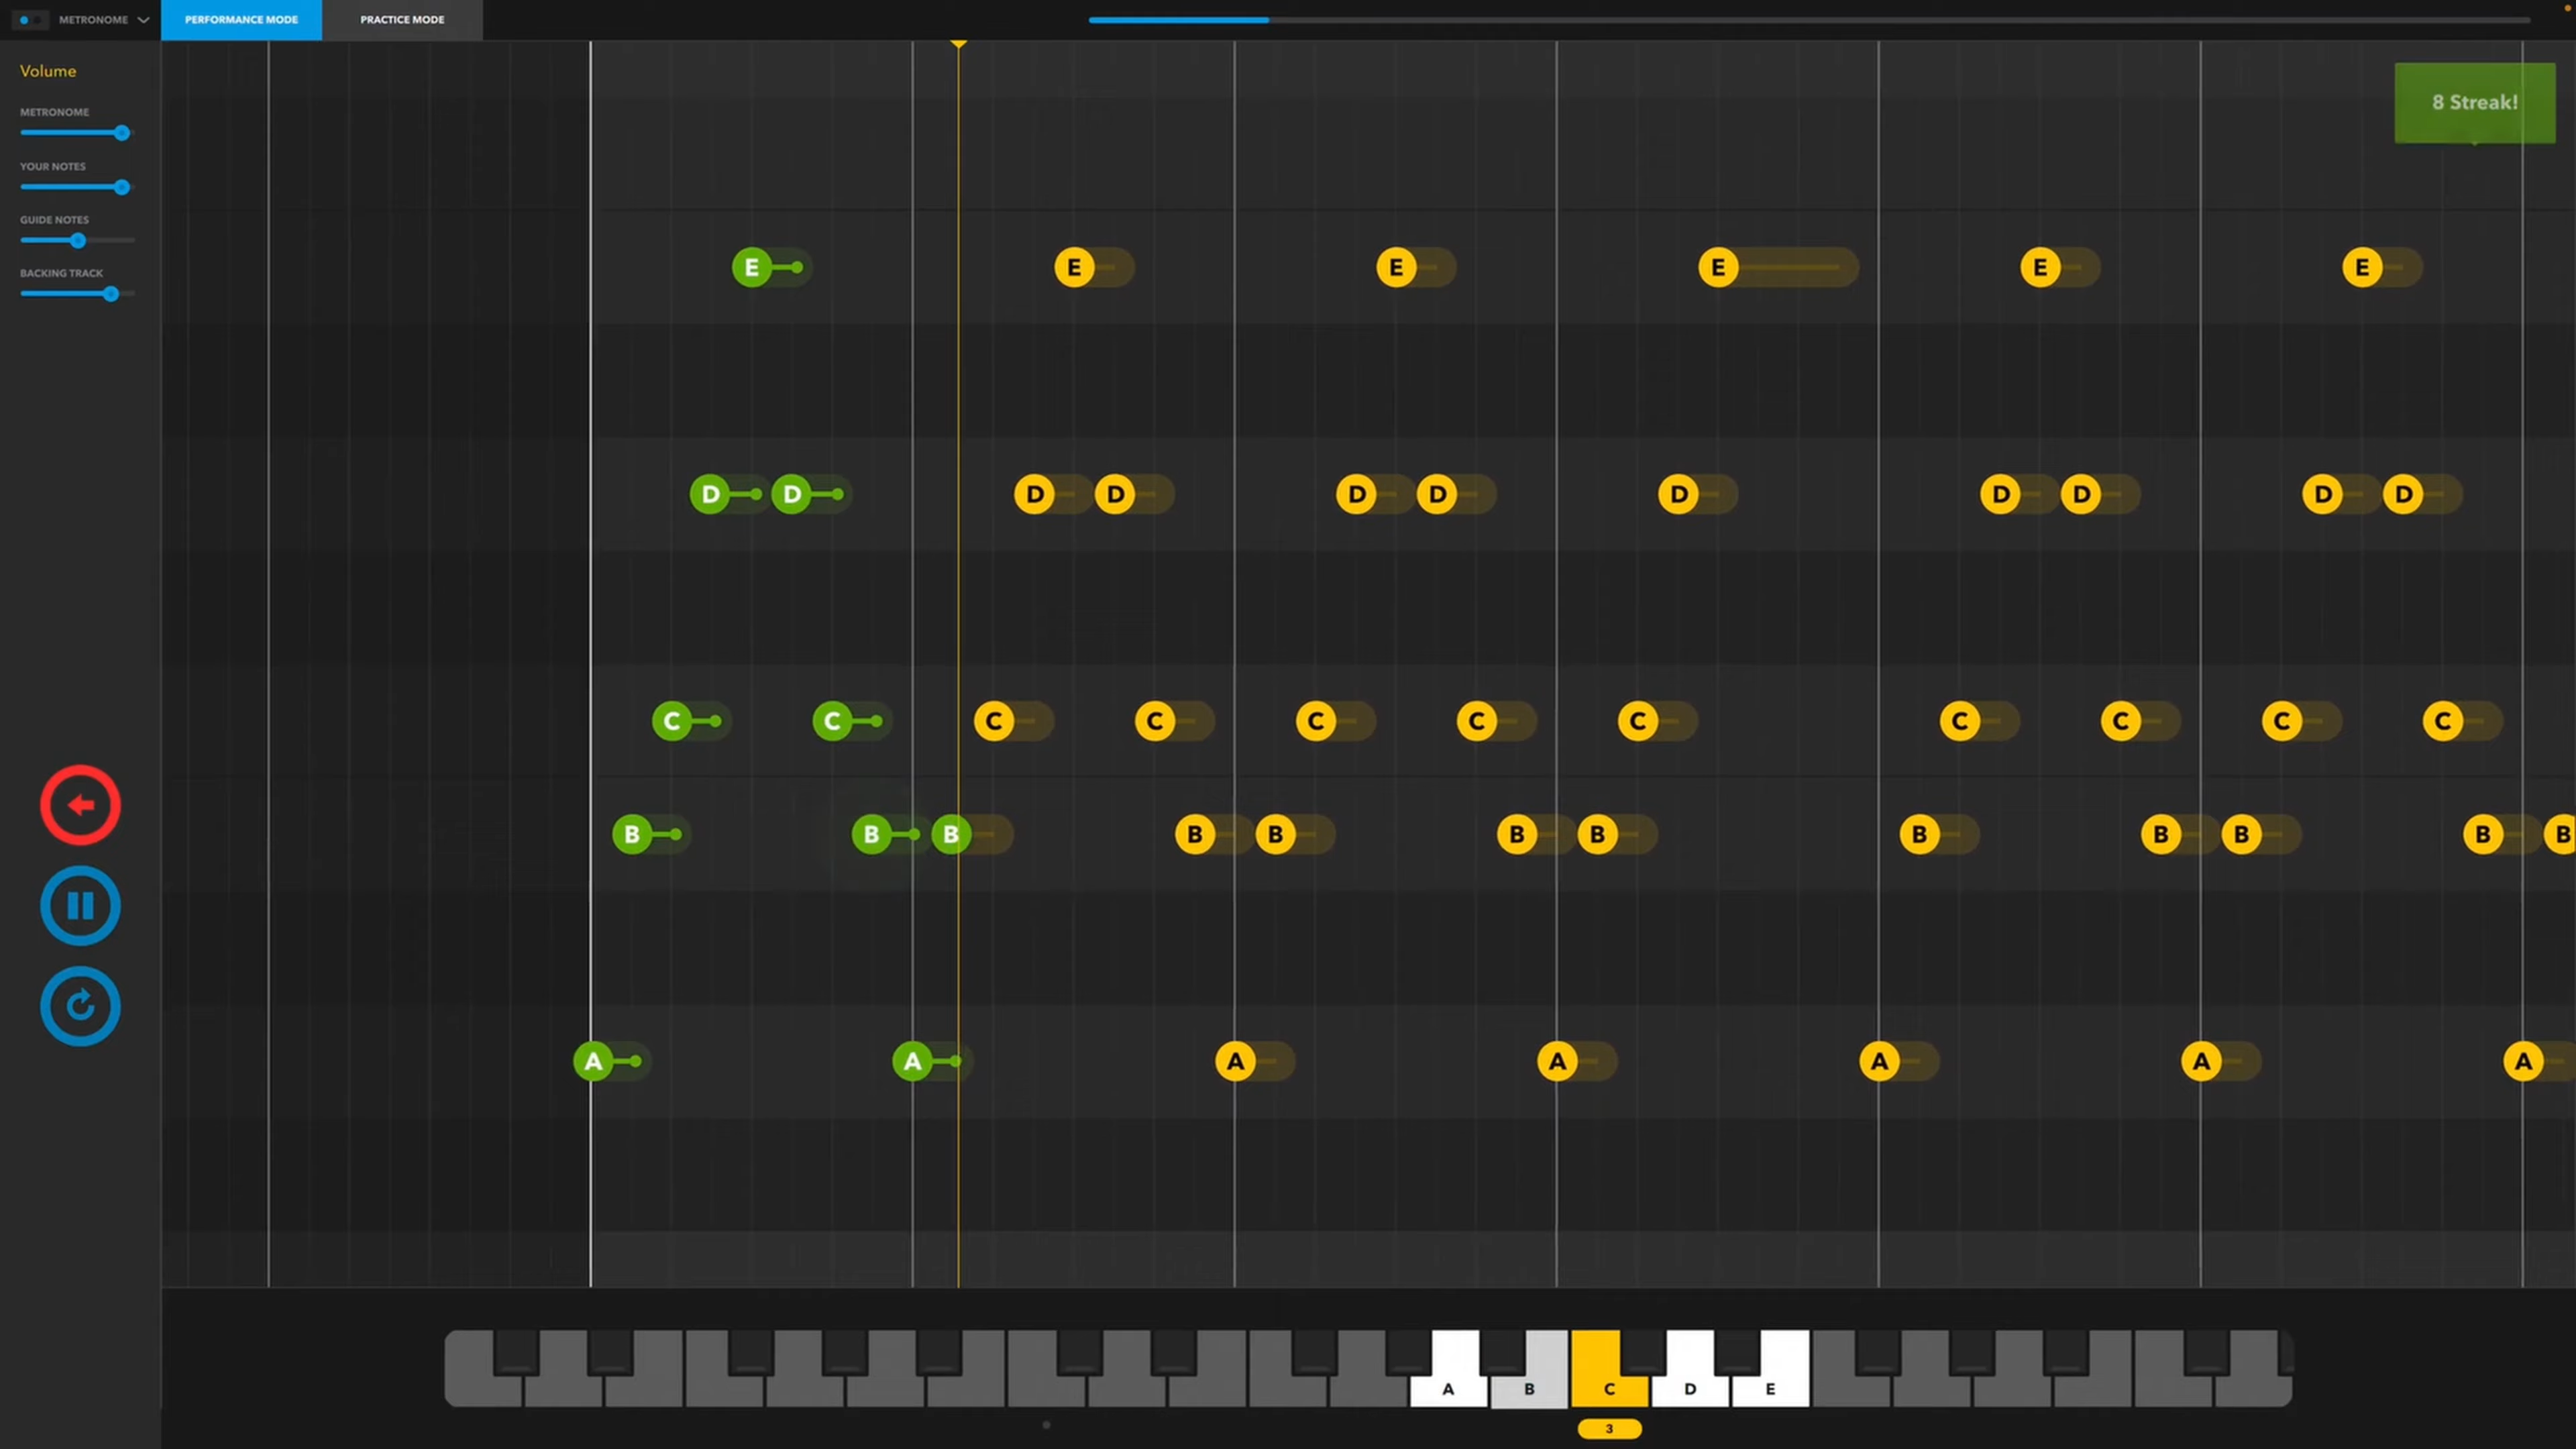 METRONOME
PERFORMANCE MODE
PRACTICE MODE
Volume
METRONOME
YOUR NOTES
GUIDE NOTES
BACKING TRACK
8 Streak!
E E E E E E
D D D D D D D D D D D
C C C C C C C C C C C
B B B B B B B B B B B B
A A A A A A A
A B C D E
3